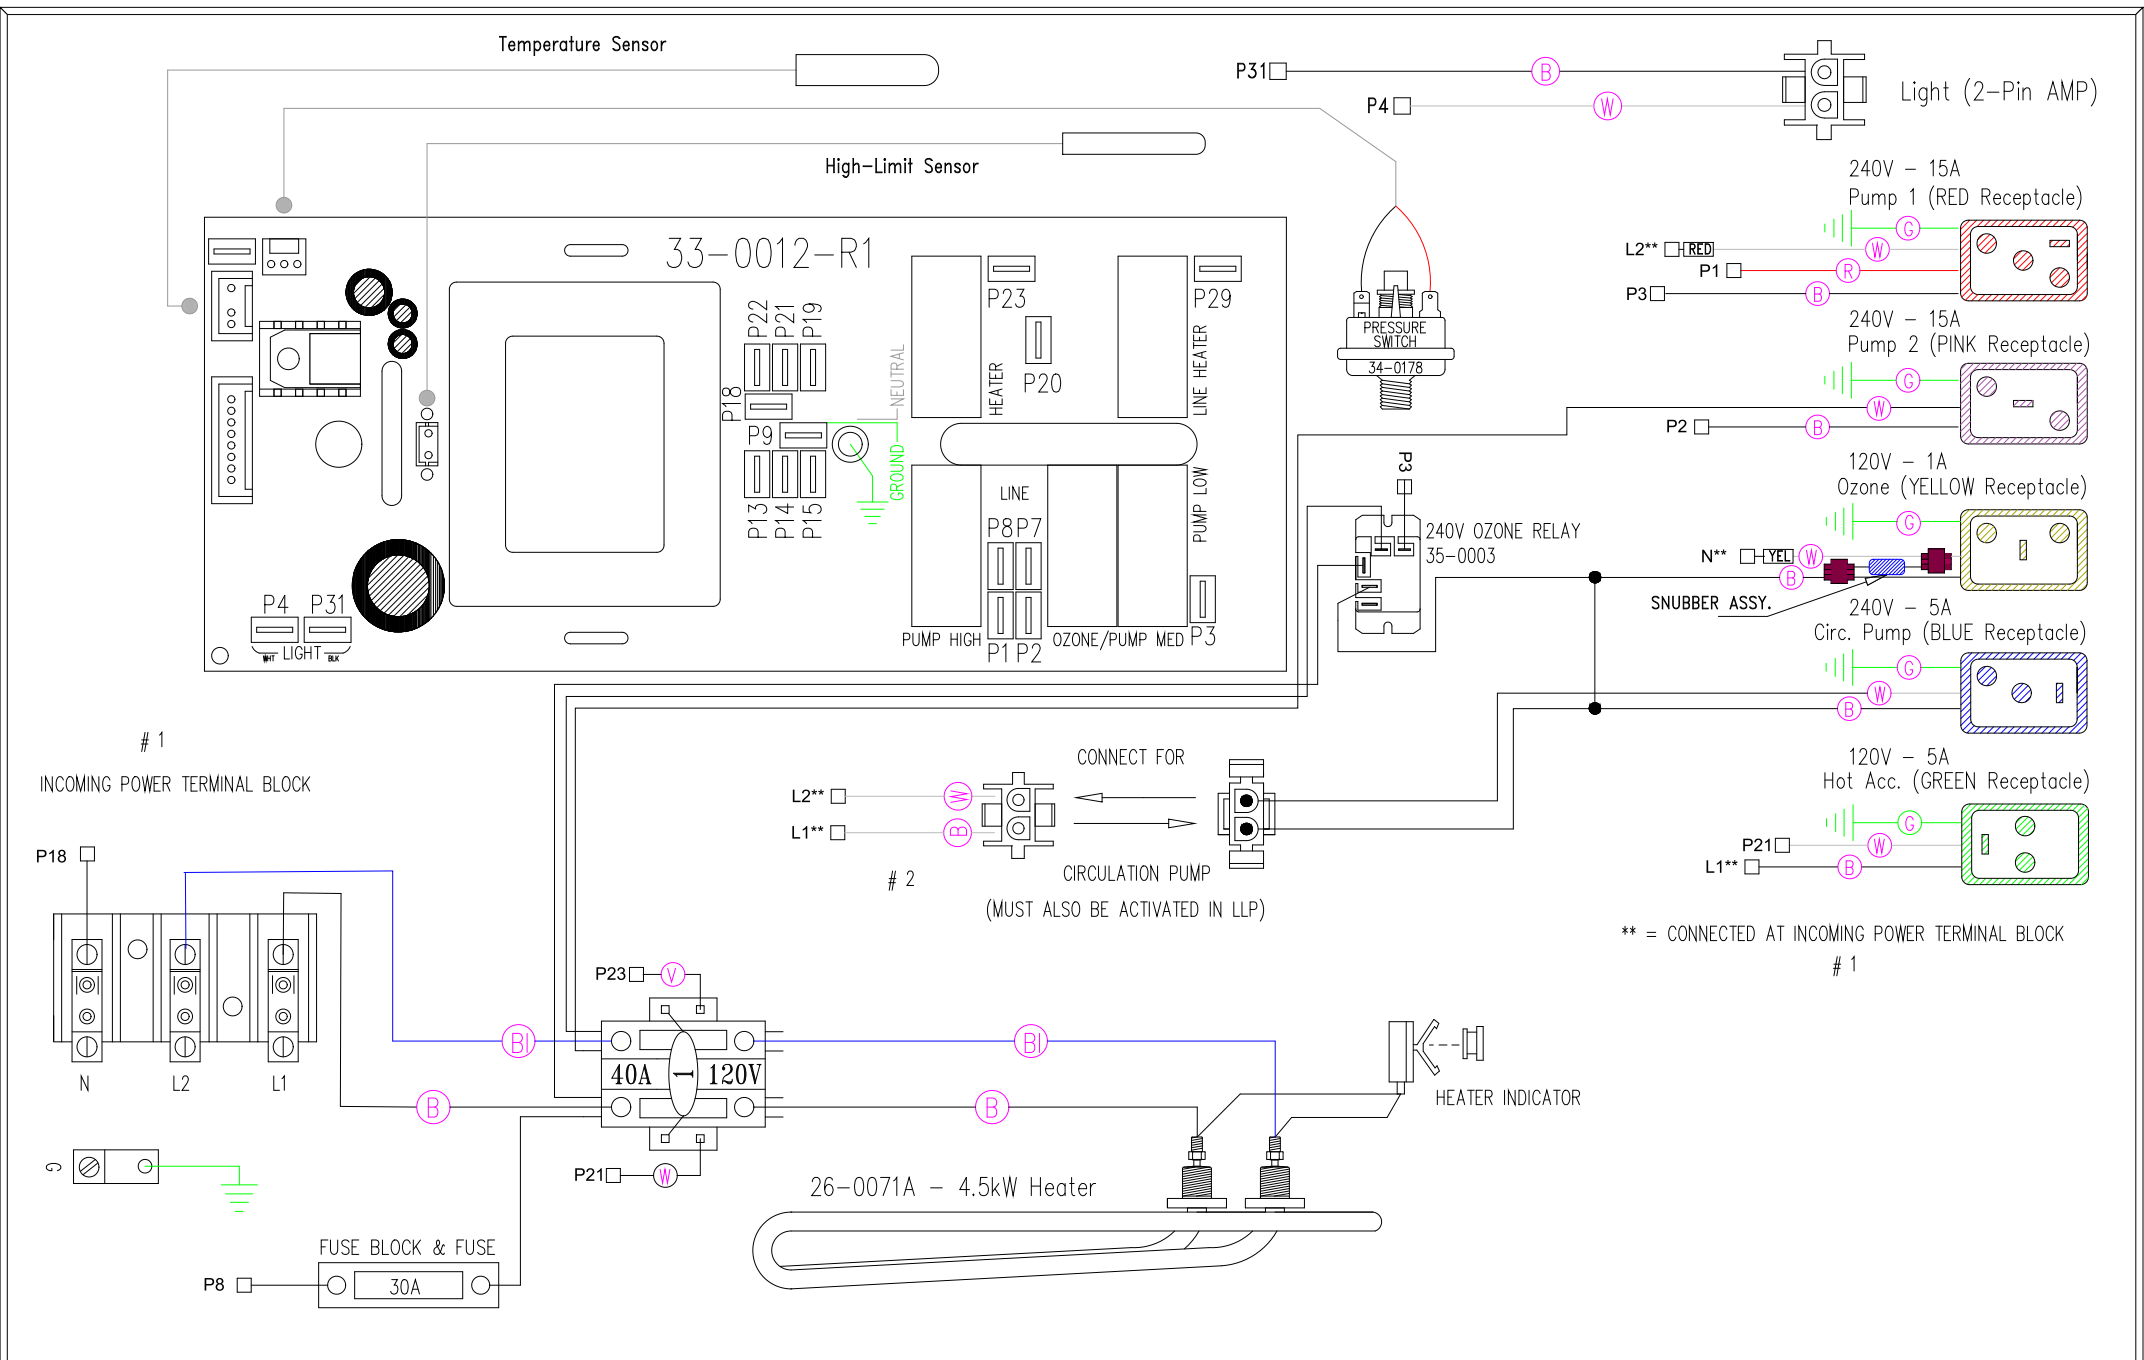 Temperature Sensor
High-Limit Sensor
P31
B
P4
W
Light (2-Pin AMP)
240V - 15A
Pump 1 (RED Receptacle)
G
L2**
RED
W
P1
R
P3
B
240V - 15A
Pump 2 (PINK Receptacle)
G
W
P2
B
120V - 1A
Ozone (YELLOW Receptacle)
G
N**
YEL
W
B
SNUBBER ASSY.
240V - 5A
Circ. Pump (BLUE Receptacle)
G
W
B
120V - 5A
Hot Acc. (GREEN Receptacle)
G
P21
W
L1**
B
** = CONNECTED AT INCOMING POWER TERMINAL BLOCK
# 1
33-0012-R1
P22
P21
P19
P18
P9
P13
P14
P15
NEUTRAL
GROUND
P23
P20
P29
HEATER
LINE HEATER
LINE
P8
P7
P1
P2
PUMP HIGH
OZONE/PUMP MED
PUMP LOW
P3
P4
P31
WHT
LIGHT
BLK
PRESSURE
SWITCH
34-0178
P3
240V OZONE RELAY
35-0003
# 1
INCOMING POWER TERMINAL BLOCK
P18
N
L2
L1
G
CONNECT FOR
L2**
W
L1**
B
# 2
CIRCULATION PUMP
(MUST ALSO BE ACTIVATED IN LLP)
P23
V
Bl
Bl
40A
1
120V
B
B
P21
W
HEATER INDICATOR
26-0071A - 4.5kW Heater
FUSE BLOCK & FUSE
P8
30A